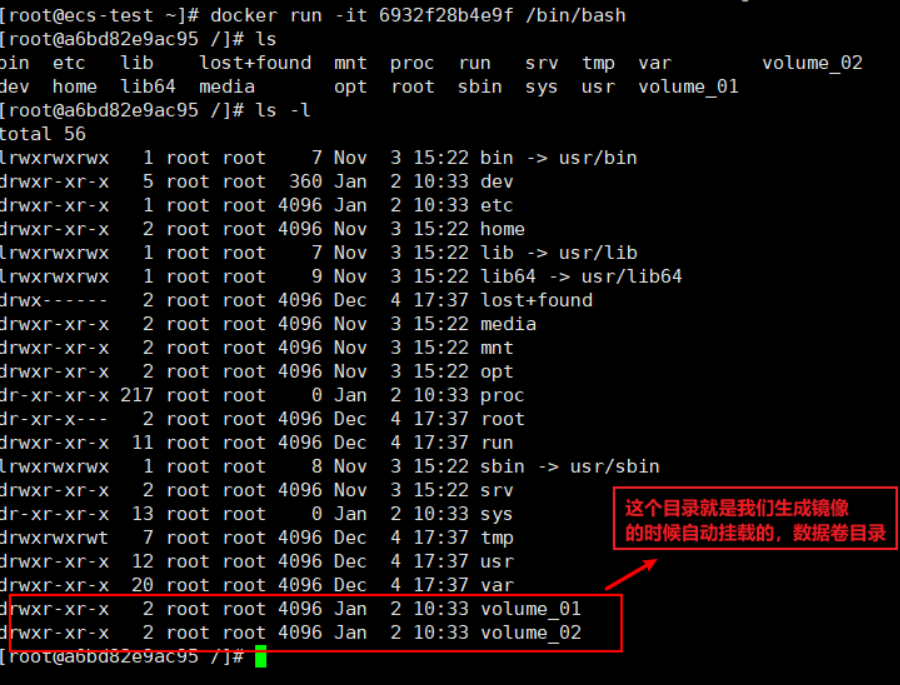 [root@ecs-test ~]# docker run -it 6932f28b4e9f /bin/bash
[root@a6bd82e9ac95 /]# ls
bin  etc   lib    lost+found  mnt  proc  run   srv  tmp  var        volume_02
dev  home  lib64  media       opt  root  sbin  sys  usr  volume_01
[root@a6bd82e9ac95 /]# ls -l
total 56
lrwxrwxrwx   1 root root    7 Nov  3 15:22 bin -> usr/bin
drwxr-xr-x   5 root root  360 Jan  2 10:33 dev
drwxr-xr-x   1 root root 4096 Jan  2 10:33 etc
drwxr-xr-x   2 root root 4096 Nov  3 15:22 home
lrwxrwxrwx   1 root root    7 Nov  3 15:22 lib -> usr/lib
lrwxrwxrwx   1 root root    9 Nov  3 15:22 lib64 -> usr/lib64
drwx------   2 root root 4096 Dec  4 17:37 lost+found
drwxr-xr-x   2 root root 4096 Nov  3 15:22 media
drwxr-xr-x   2 root root 4096 Nov  3 15:22 mnt
drwxr-xr-x   2 root root 4096 Nov  3 15:22 opt
dr-xr-xr-x 217 root root    0 Jan  2 10:33 proc
dr-xr-x---   2 root root 4096 Dec  4 17:37 root
drwxr-xr-x  11 root root 4096 Dec  4 17:37 run
lrwxrwxrwx   1 root root    8 Nov  3 15:22 sbin -> usr/sbin
drwxr-xr-x   2 root root 4096 Nov  3 15:22 srv
dr-xr-xr-x  13 root root    0 Jan  2 10:33 sys
drwxrwxrwt   7 root root 4096 Dec  4 17:37 tmp
drwxr-xr-x  12 root root 4096 Dec  4 17:37 usr
drwxr-xr-x  20 root root 4096 Dec  4 17:37 var
drwxr-xr-x   2 root root 4096 Jan  2 10:33 volume_01
drwxr-xr-x   2 root root 4096 Jan  2 10:33 volume_02
[root@a6bd82e9ac95 /]#
这个目录就是我们生成镜像
的时候自动挂载的，数据卷目录